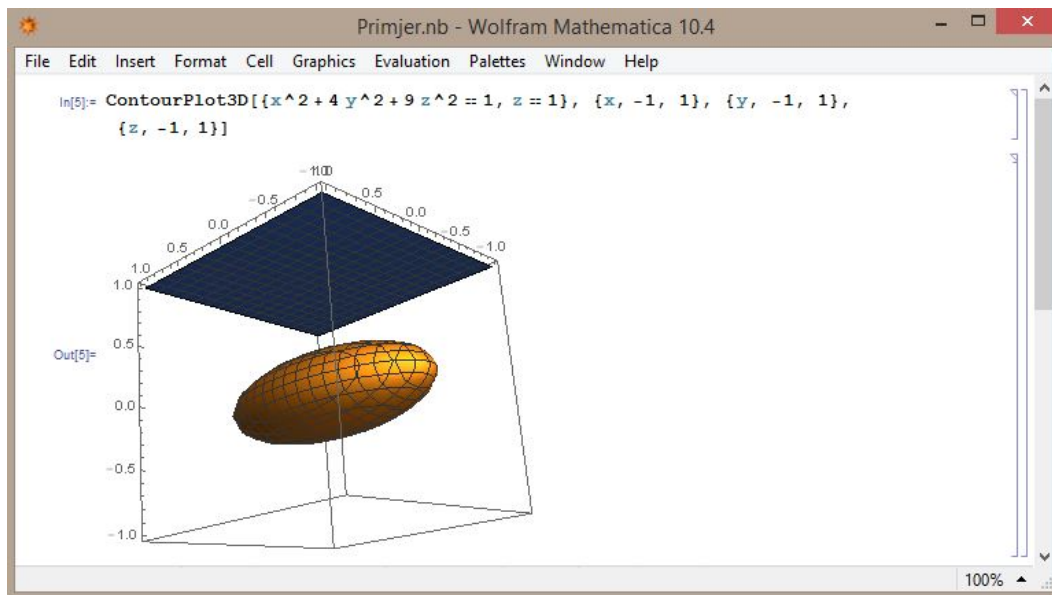 Primjer.nb - Wolfram Mathematica 10.4
File Edit Insert Format Cell Graphics Evaluation Palettes Window Help
In[5]:= ContourPlot3D[{x^2 + 4 y^2 + 9 z^2 == 1, z == 1}, {x, -1, 1}, {y, -1, 1},
{z, -1, 1}]
-0.5
0.0
0.5
1.0
0.5
0.0
-0.5
-1.0
1.0
0.5
Out[5]=
0.0
-0.5
-1.0
100%